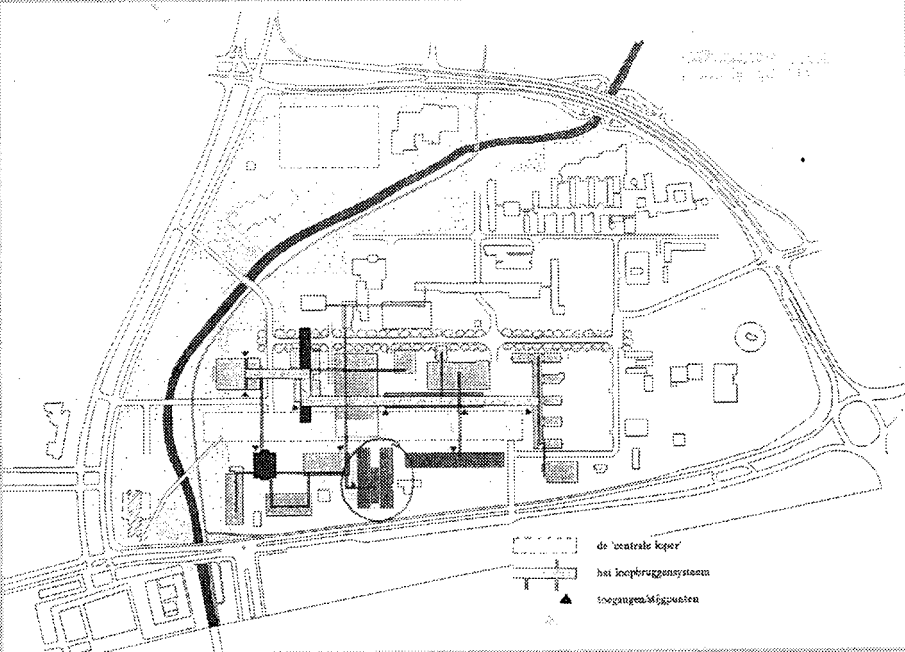 de 'centrale loper'
het loopbruggensysteem
toegangen/stijgpunten